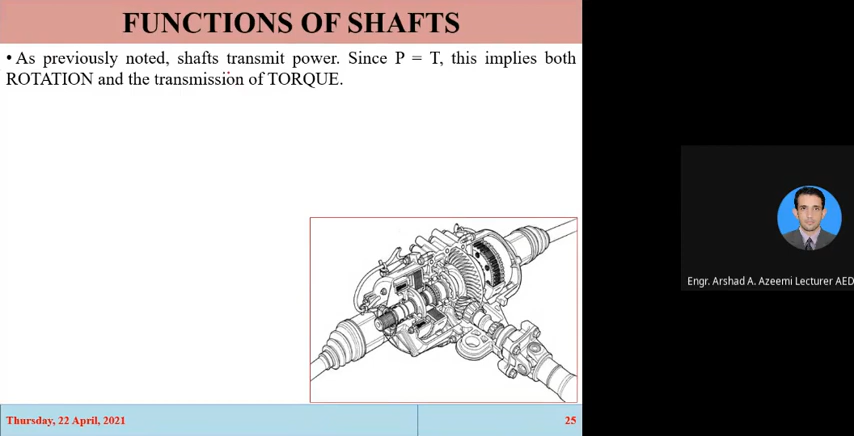 FUNCTIONS OF SHAFTS
• As previously noted, shafts transmit power. Since P = T, this implies both
ROTATION and the transmission of TORQUE.
Engr. Arshad A. Azeemi Lecturer AED
Thursday, 22 April, 2021
25